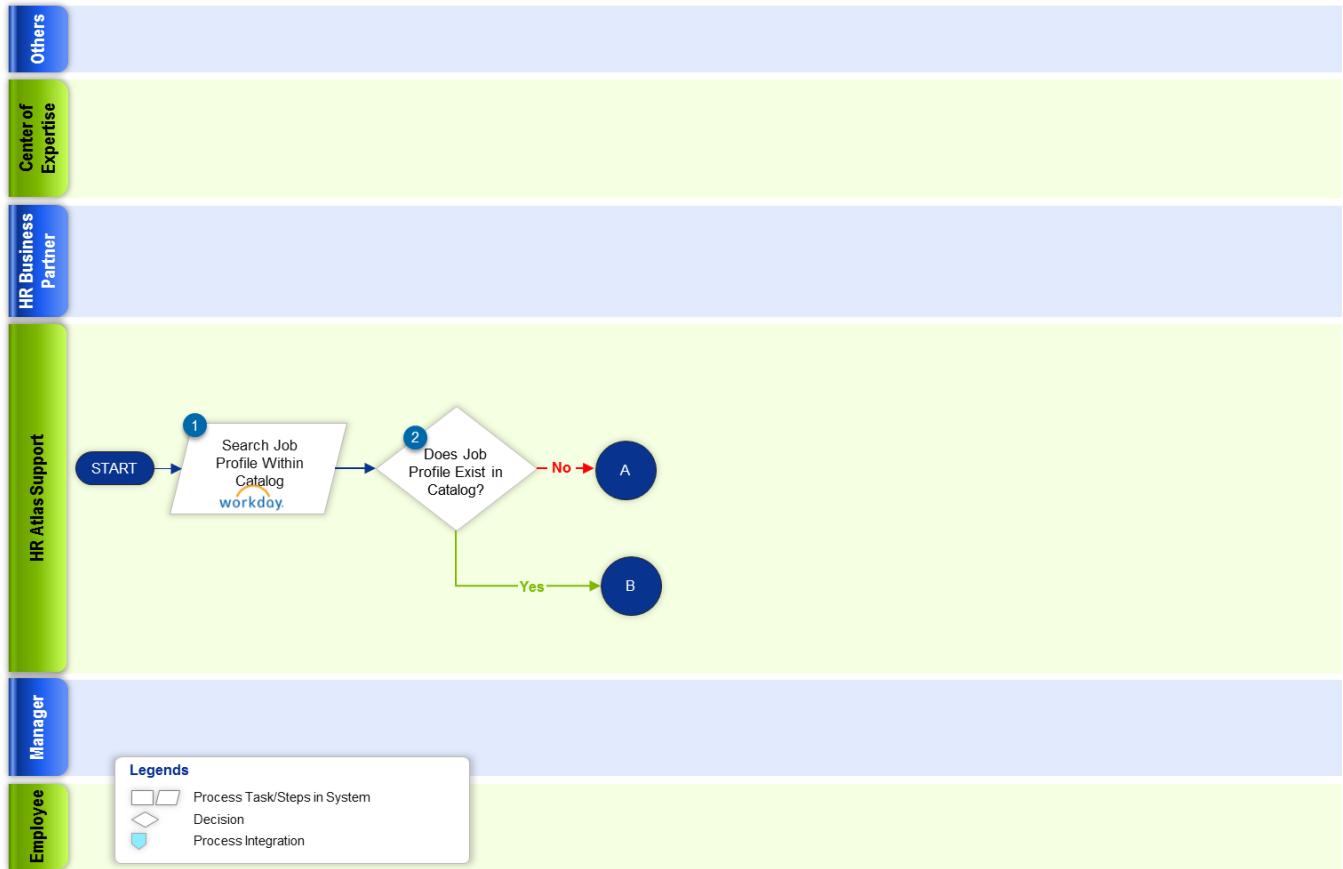 Others
Center of
Expertise
HR Business
Partner
HR Atlas Support
START
1
Search Job
Profile Within
Catalog
workday.
2
Does Job
Profile Exist in
Catalog?
No
A
Yes
B
Manager
Employee
Legends
Process Task/Steps in System
Decision
Process Integration